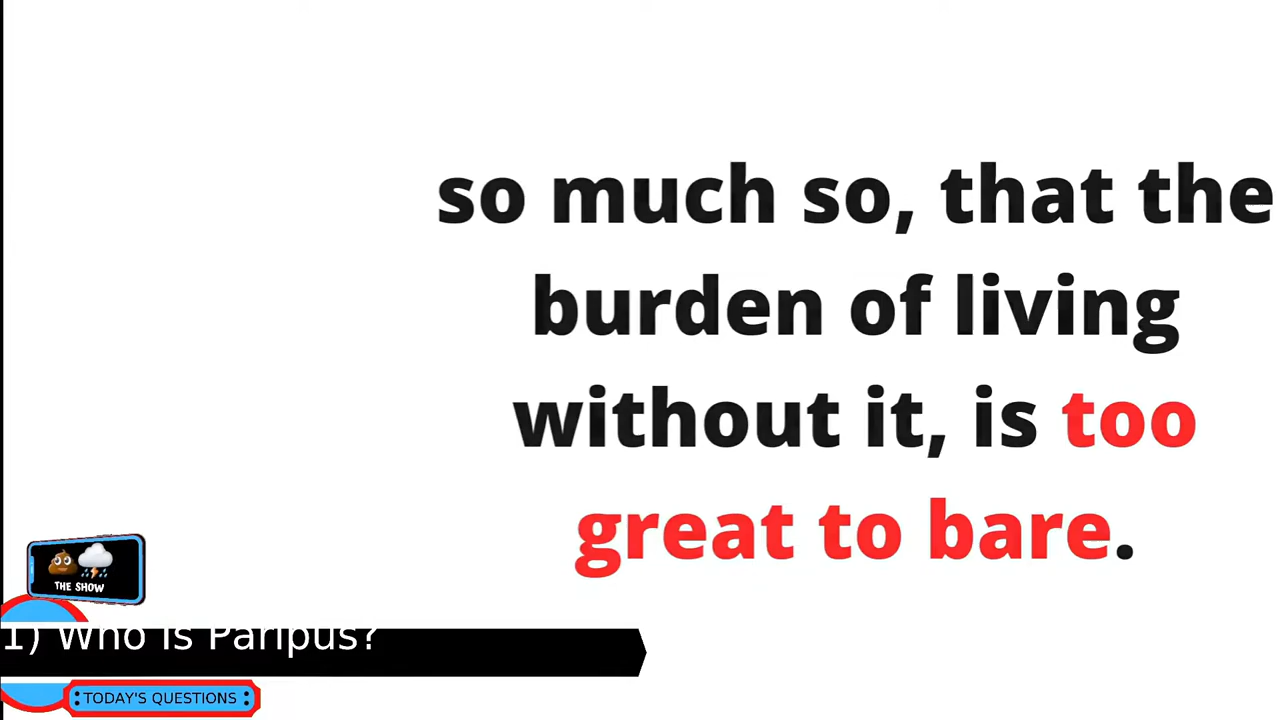 so much so, that the
burden of living
without it, is too
great to bare.
THE SHOW
1) Who is Paripus?
TODAY'S QUESTIONS